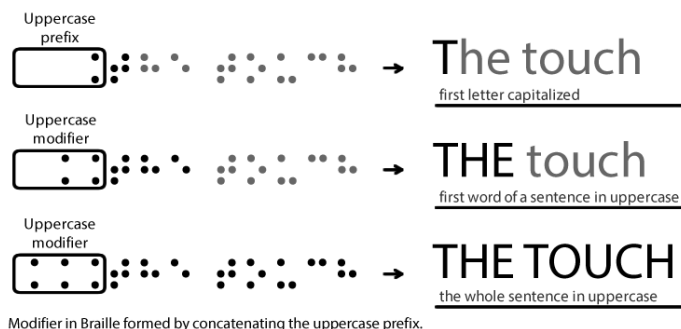 Uppercase
prefix
The touch
first letter capitalized
Uppercase
modifier
THE touch
first word of a sentence in uppercase
Uppercase
modifier
THE TOUCH
the whole sentence in uppercase
Modifier in Braille formed by concatenating the uppercase prefix.